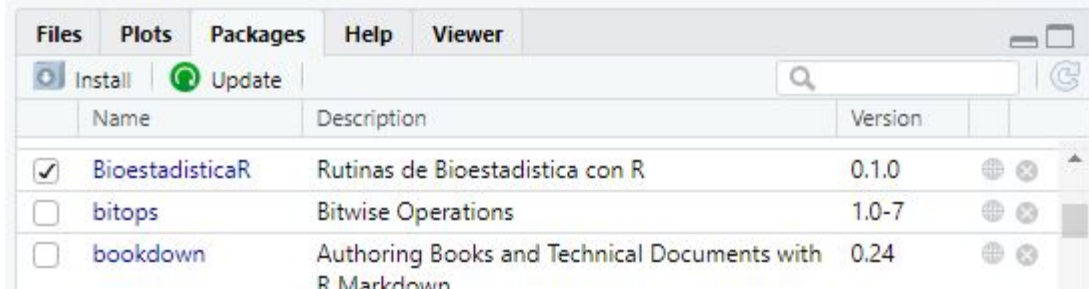 Files Plots Packages Help Viewer
Install Update
Name Description Version
BioestadisticaR Rutinas de Bioestadistica con R 0.1.0
bitops Bitwise Operations 1.0-7
bookdown Authoring Books and Technical Documents with 0.24
R Markdown